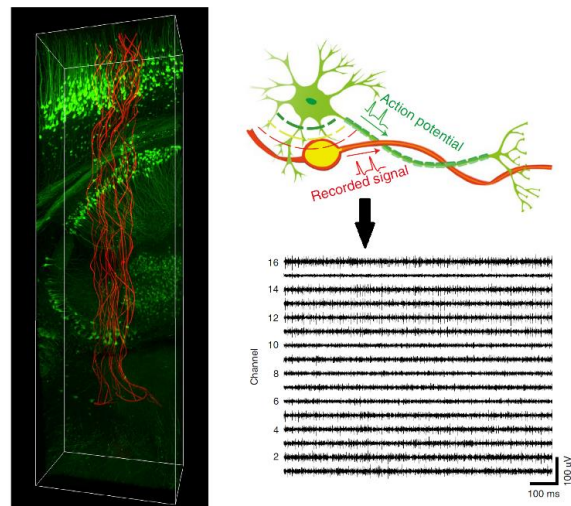 Action potential
Recorded signal
16
14
12
10
8
6
4
2
Channel
100 uV
100 ms